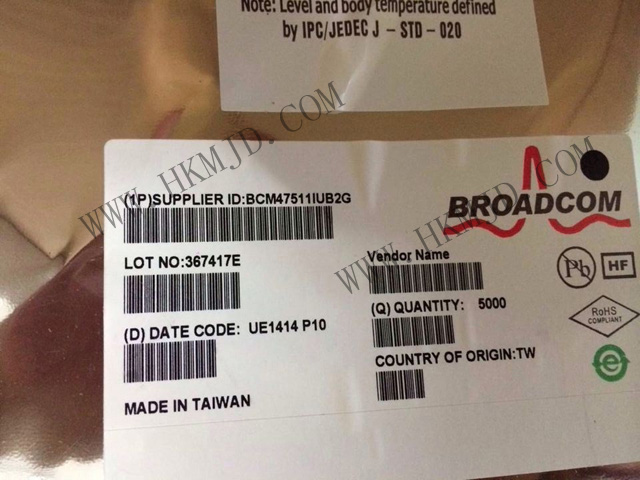 Note: Level and body temperature defined
by IPC/JEDEC J - STD - 020
WWW.HKMJD.COM
WWW.HKMJD.COM
(1P)SUPPLIER ID:BCM47511IUB2G
BROADCOM
LOT NO:367417E
Vendor Name
Pb
HF
(D) DATE CODE: UE1414 P10
(Q) QUANTITY: 5000
RoHS
COMPLIANT
COUNTRY OF ORIGIN:TW
e
MADE IN TAIWAN